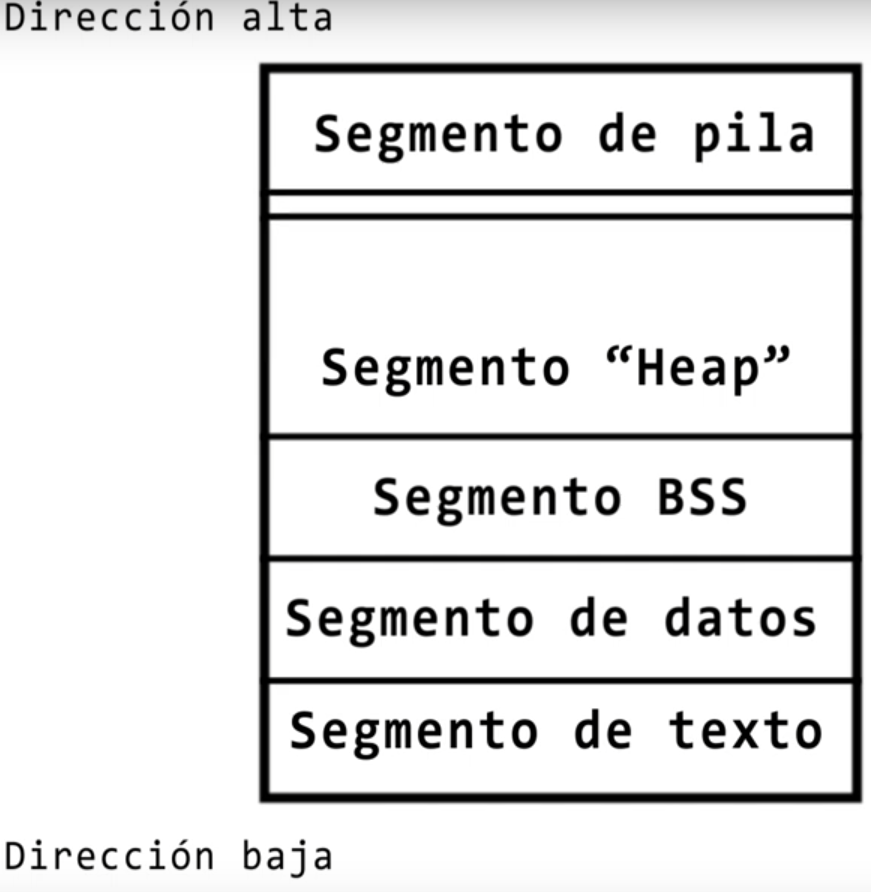 Dirección alta
Segmento de pila
Segmento “Heap”
Segmento BSS
Segmento de datos
Segmento de texto
Dirección baja